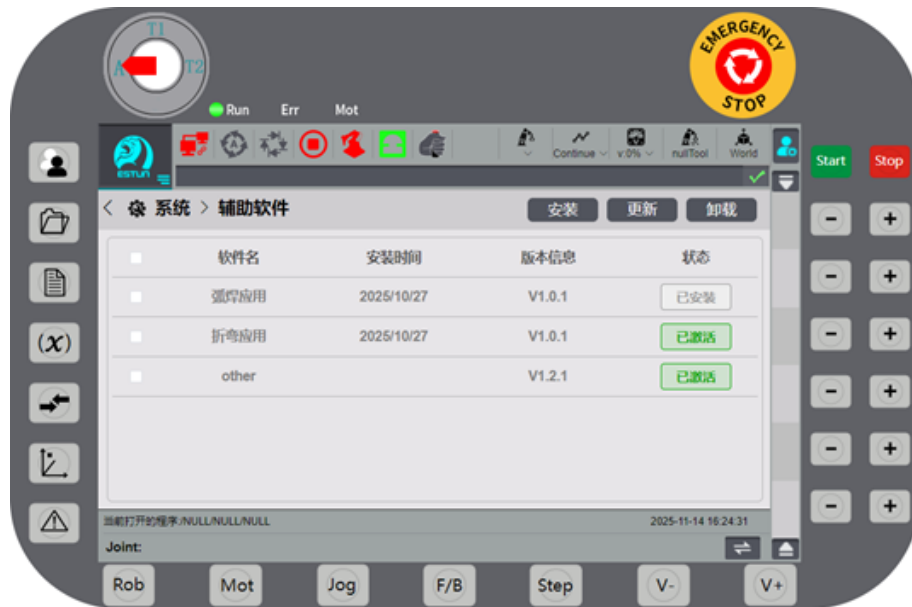 T1
A T2
EMERGENCY
STOP
Run Err Mot
ESTUN
Continue v:0% nullTool World
Start Stop
< 系统 > 辅助软件 安装 更新 卸载
软件名 安装时间 版本信息 状态
弧焊应用 2025/10/27 V1.0.1 已安装
折弯应用 2025/10/27 V1.0.1 已激活
other V1.2.1 已激活
(x)
- +
- +
- +
- +
- +
- +
当前打开的程序:/NULL/NULL/NULL 2025-11-14 16:24:31
Joint:
Rob Mot Jog F/B Step V- V+